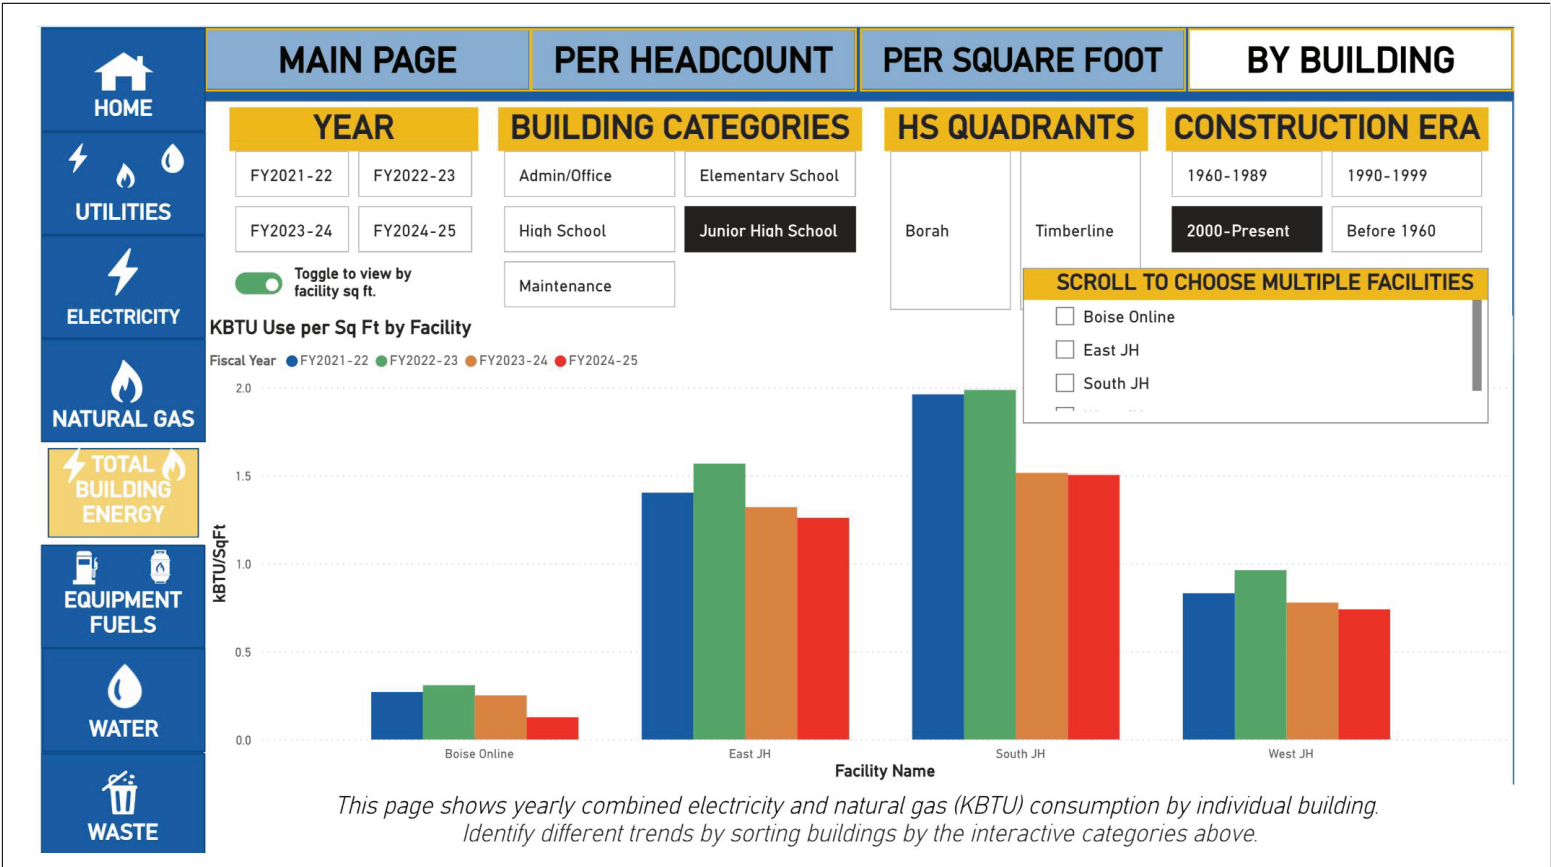 MAIN PAGE
PER HEADCOUNT
PER SQUARE FOOT
BY BUILDING
HOME
UTILITIES
ELECTRICITY
NATURAL GAS
TOTAL
BUILDING
ENERGY
EQUIPMENT
FUELS
WATER
WASTE
YEAR
FY2021-22
FY2022-23
FY2023-24
FY2024-25
Toggle to view by
facility sq ft.
BUILDING CATEGORIES
Admin/Office
Elementary School
High School
Junior High School
Maintenance
HS QUADRANTS
Borah
Timberline
CONSTRUCTION ERA
1960-1989
1990-1999
2000-Present
Before 1960
SCROLL TO CHOOSE MULTIPLE FACILITIES
Boise Online
East JH
South JH
KBTU Use per Sq Ft by Facility
Fiscal Year FY2021-22 FY2022-23 FY2023-24 FY2024-25
kBTU/SqFt
2.0
1.5
1.0
0.5
0.0
Boise Online
East JH
South JH
West JH
Facility Name
This page shows yearly combined electricity and natural gas (KBTU) consumption by individual building.
Identify different trends by sorting buildings by the interactive categories above.